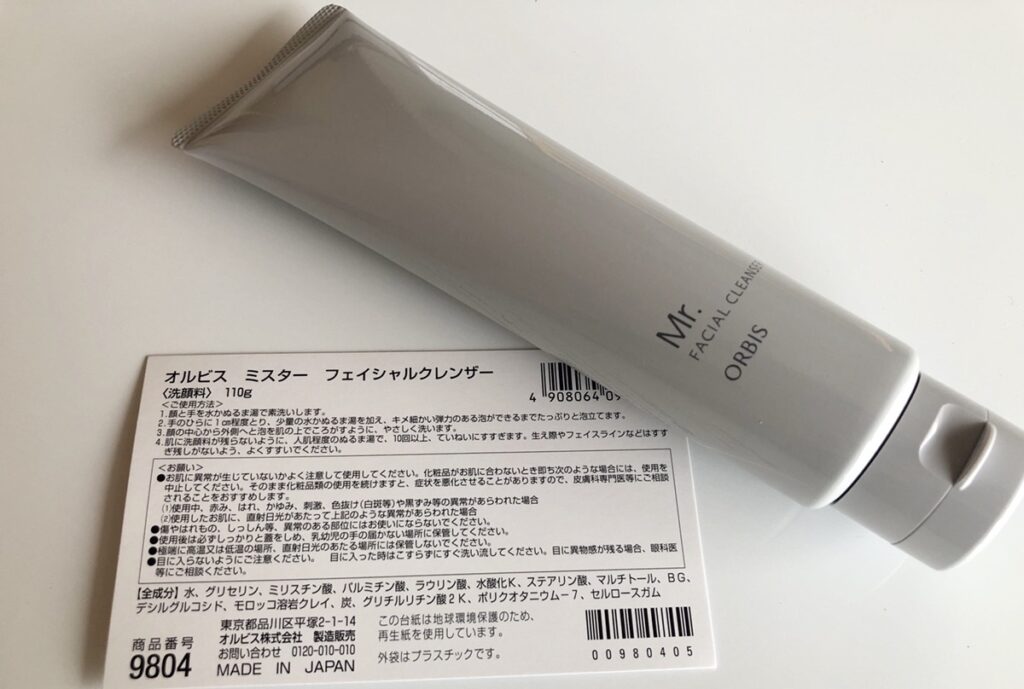 Mr.
FACIAL CLEANSER
ORBIS
オルビス ミスター フェイシャルクレンザー
〈洗顔料〉 110g
4 908064 09
<ご使用方法>
1.顔と手を水かぬるま湯で素洗いします。
2.手のひらに1cm程度とり、少量の水かぬるま湯を加え、キメ細かい弾力のある泡ができるまでたっぷりと泡立てます。
3.顔の中心から外側へと泡を肌の上でころがすように、やさしく洗います。
4.肌に洗顔料が残らないように、人肌程度のぬるま湯で、10回以上、ていねいにすすぎます。生え際やフェイスラインなどはすす
ぎ残しがないよう、よくすすいでください。
<お願い>
●お肌に異常が生じていないかよく注意して使用してください。化粧品がお肌に合わないとき即ち次のような場合には、使用を
中止してください。そのまま化粧品類の使用を続けますと、症状を悪化させることがありますので、皮膚科専門医等にご相談
されることをおすすめします。
(1)使用中、赤み、はれ、かゆみ、刺激、色抜け(白斑等)や黒ずみ等の異常があらわれた場合
(2)使用したお肌に、直射日光があたって上記のような異常があらわれた場合
●傷やはれもの、しっしん等、異常のある部位にはお使いにならないでください。
●使用後は必ずしっかりと蓋をしめ、乳幼児の手の届かない場所に保管してください。
●極端に高温又は低温の場所、直射日光のあたる場所には保管しないでください。
●目に入らないようにご注意ください。 目に入った時はこすらずにすぐ洗い流してください。目に異物感が残る場合、眼科医
等にご相談ください。
【全成分】水、グリセリン、ミリスチン酸、パルミチン酸、ラウリン酸、水酸化K、ステアリン酸、マルチトール、BG、
デシルグルコシド、モロッコ溶岩クレイ、炭、グリチルリチン酸2K、ポリクオタニウム-7、セルロースガム
商品番号
9804
東京都品川区平塚2-1-14
オルビス株式会社 製造販売
お問い合わせ 0120-010-010
MADE IN JAPAN
この台紙は地球環境保護のため、
再生紙を使用しています。
外袋はプラスチックです。
00980405